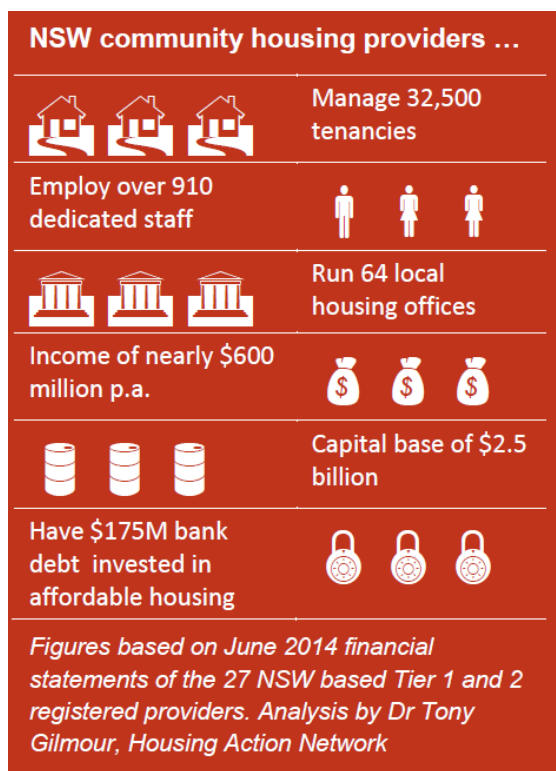 NSW community housing providers …
Manage 32,500
tenancies
Employ over 910
dedicated staff
Run 64 local
housing offices
Income of nearly $600
million p.a.
$ $ $
Capital base of $2.5
billion
Have $175M bank
debt invested in
affordable housing
Figures based on June 2014 financial
statements of the 27 NSW based Tier 1 and 2
registered providers. Analysis by Dr Tony
Gilmour, Housing Action Network